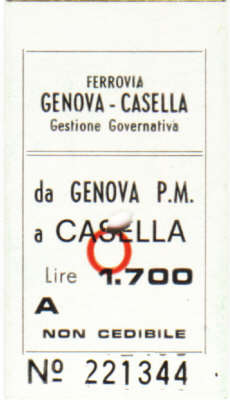 FERROVIA
GENOVA - CASELLA
Gestione Governativa
da GENOVA P.M.
a CASELLA
Lire 1.700
A
NON CEDIBILE
Nº 221344